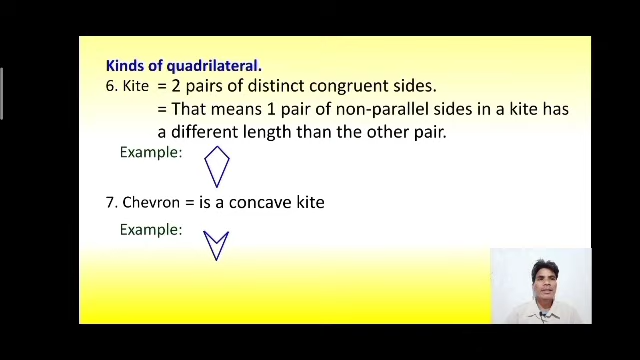 Kinds of quadrilateral.
6. Kite = 2 pairs of distinct congruent sides.
= That means 1 pair of non-parallel sides in a kite has
a different length than the other pair.
Example:
7. Chevron = is a concave kite
Example: